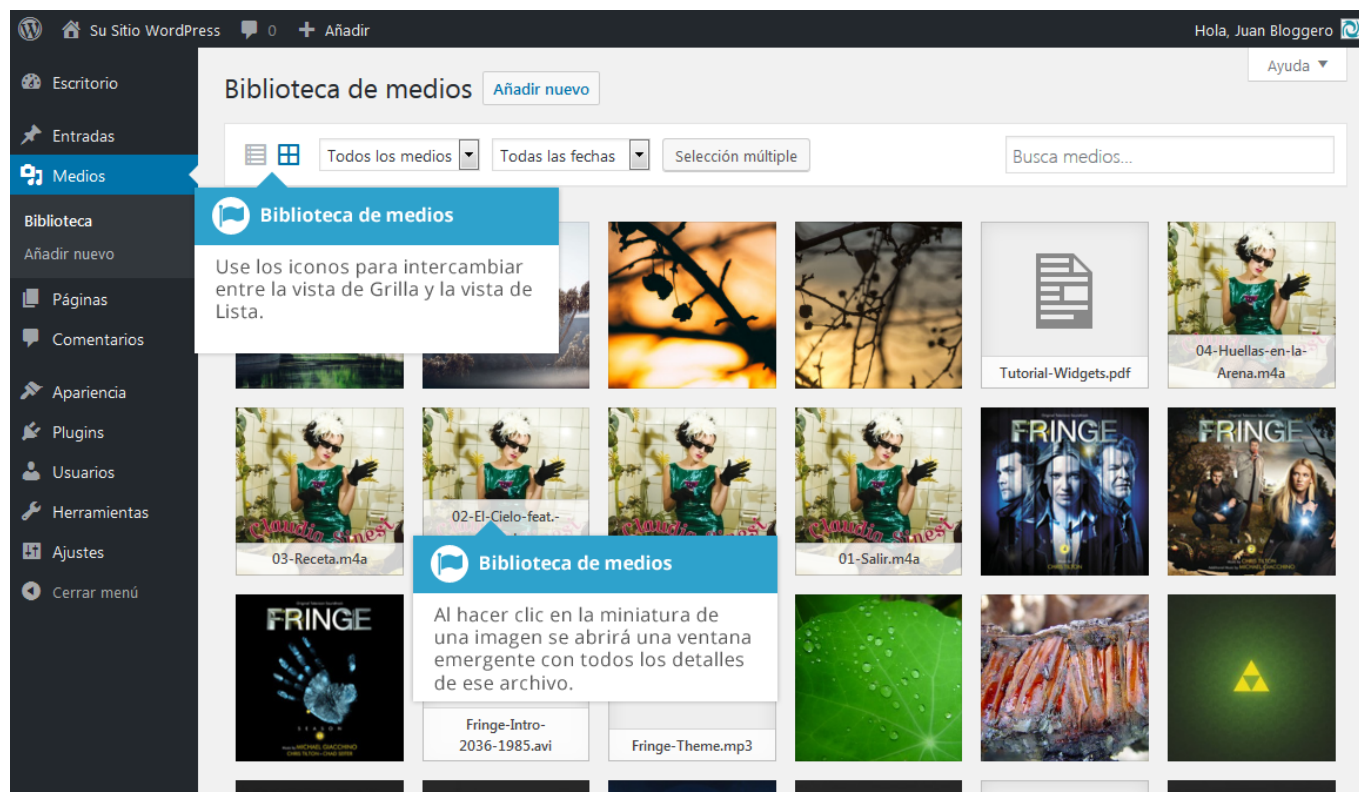 Su Sitio WordPress 0 Añadir
Hola, Juan Bloggero
Ayuda
Escritorio
Entradas
Medios
Biblioteca
Añadir nuevo
Páginas
Comentarios
Apariencia
Plugins
Usuarios
Herramientas
Ajustes
Cerrar menú
Biblioteca de medios Añadir nuevo
Todos los medios Todas las fechas Selección múltiple
Busca medios...
Biblioteca de medios
Use los iconos para intercambiar
entre la vista de Grilla y la vista de
Lista.
Tutorial-Widgets.pdf
04-Huellas-en-la-
Arena.m4a
03-Receta.m4a
02-El-Cielo-feat.-
01-Salir.m4a
FRINGE
CHRIS TILTON
FRINGE
Biblioteca de medios
Al hacer clic en la miniatura de
una imagen se abrirá una ventana
emergente con todos los detalles
de ese archivo.
FRINGE
SEASON
MICHAEL GIACCHINO
Fringe-Intro-
2036-1985.avi
Fringe-Theme.mp3